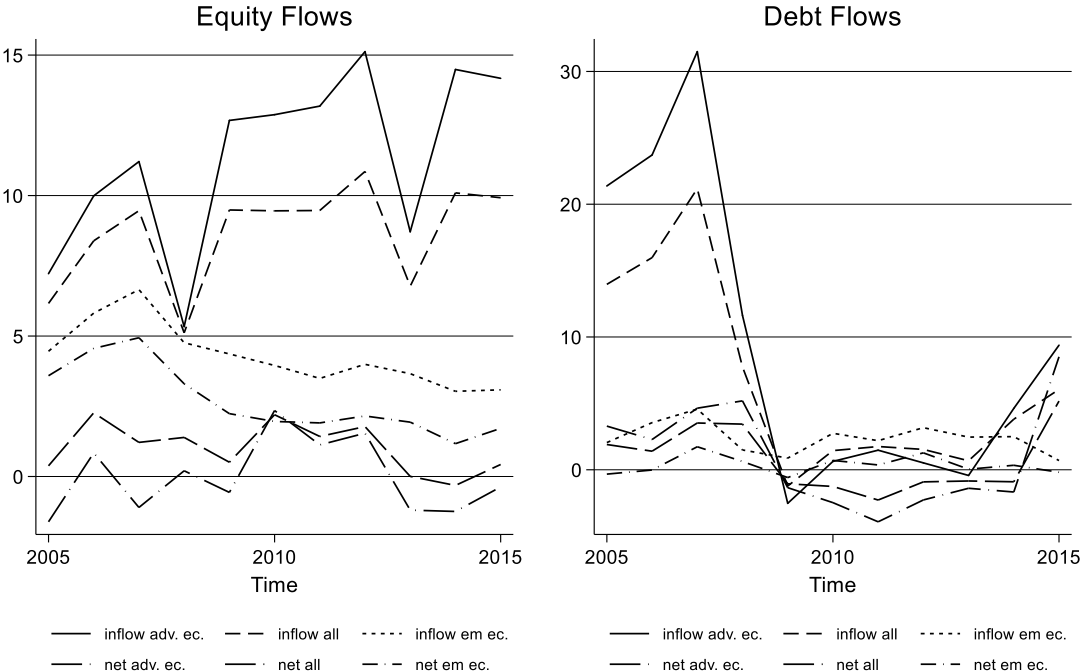 Equity Flows
15
10
5
0
2005 2010 2015
Time
inflow adv. ec. inflow all inflow em ec.
net adv. ec. net all net em ec.
Debt Flows
30
20
10
0
2005 2010 2015
Time
inflow adv. ec. inflow all inflow em ec.
net adv. ec. net all net em ec.